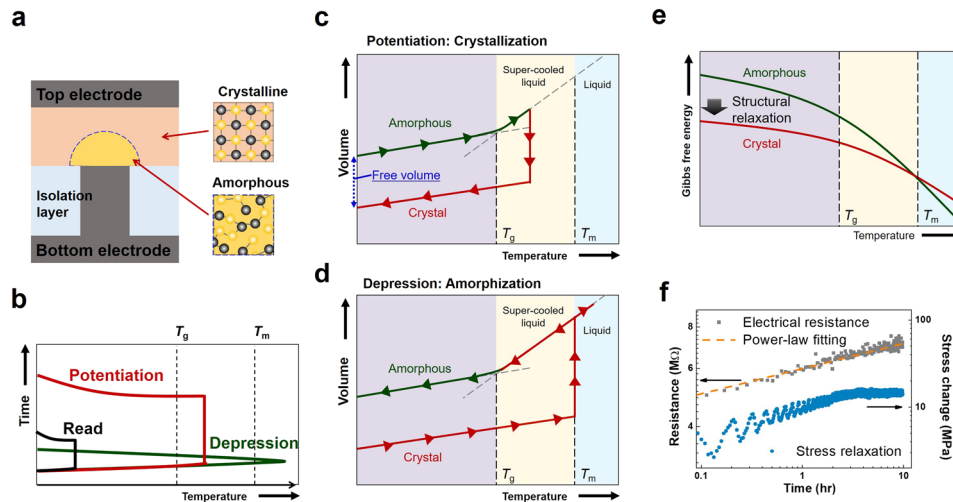 a
Top electrode
Crystalline
Amorphous
Isolation
layer
Bottom electrode
b
Time
Tg
Tm
Potentiation
Read
Depression
Temperature
c
Potentiation: Crystallization
Super-cooled
liquid
Liquid
Amorphous
Volume
Free volume
Crystal
Tg
Tm
Temperature
d
Depression: Amorphization
Super-cooled
liquid
Liquid
Amorphous
Volume
Crystal
Tg
Tm
Temperature
e
Gibbs free energy
Amorphous
Structural
relaxation
Crystal
Tg
Tm
Temperature
f
Electrical resistance
Power-law fitting
Stress relaxation
Resistance (MΩ)
8
6
4
Stress
change (MPa)
100
10
0.1
1
10
Time (hr)